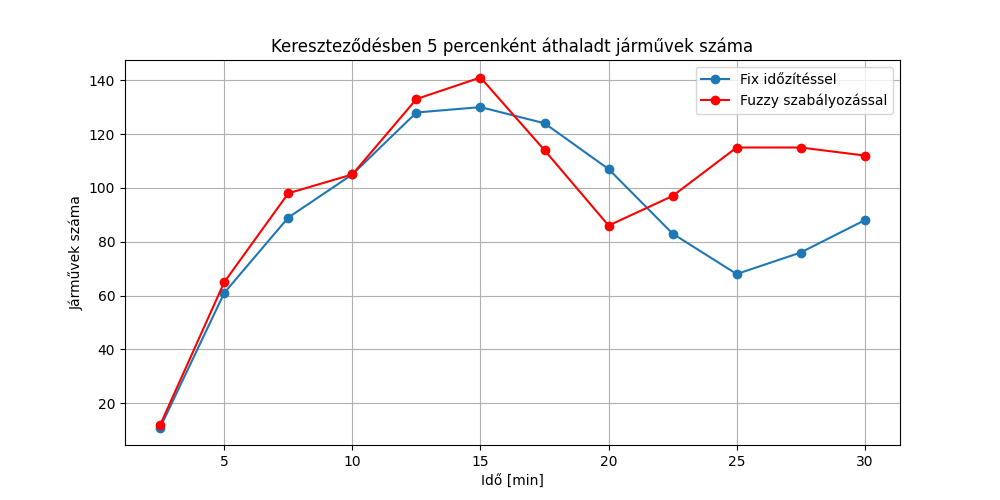 Kereszteződésben 5 percenként áthaladt járművek száma
Fix időzítéssel
Fuzzy szabályozással
140
120
100
80
60
40
20
Járművek száma
5 10 15 20 25 30
Idő [min]